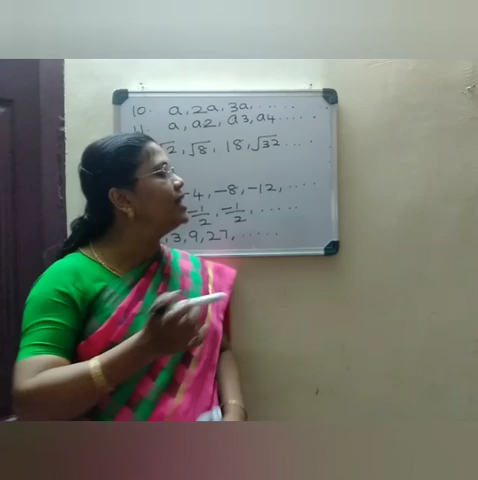 10. a, 2a, 3a.......
11. a, a2, a3, a4.....
2, √8, 18, √32....
-4, -8, -12, ....
-1/2, -1/2, .....
, 3, 9, 27, ......